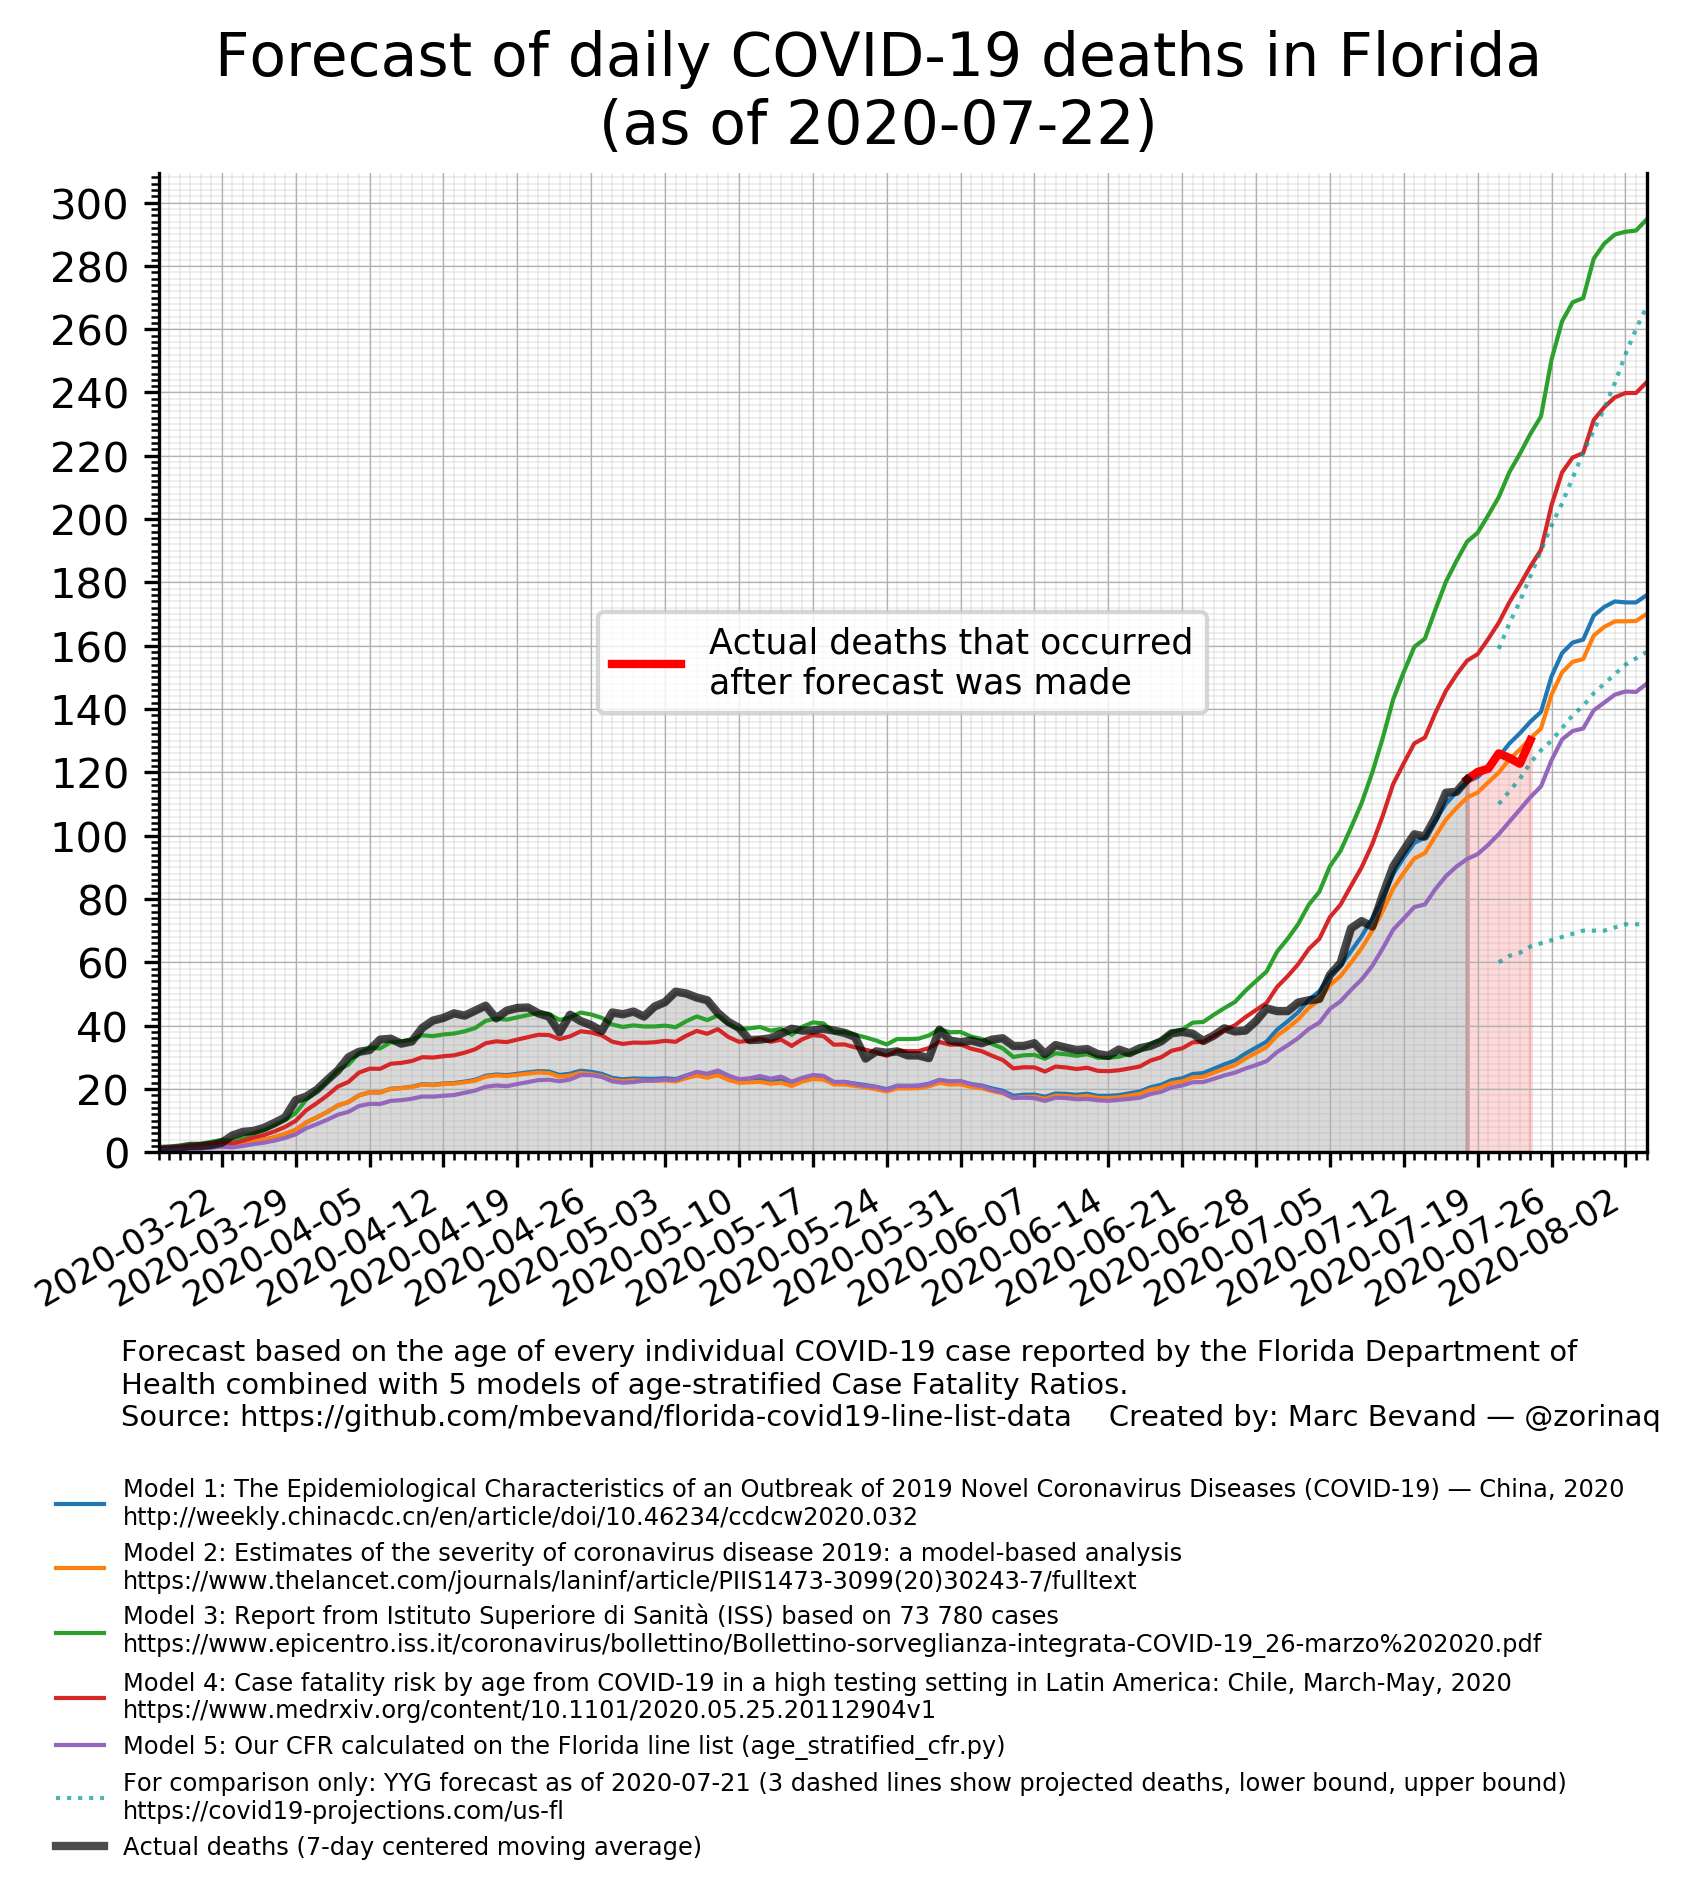 Forecast of daily COVID-19 deaths in Florida
(as of 2020-07-22)
300
280
260
240
220
200
180
160
140
120
100
80
60
40
20
0
Actual deaths that occurred
after forecast was made
2020-03-22
2020-03-29
2020-04-05
2020-04-12
2020-04-19
2020-04-26
2020-05-03
2020-05-10
2020-05-17
2020-05-24
2020-05-31
2020-06-07
2020-06-14
2020-06-21
2020-06-28
2020-07-05
2020-07-12
2020-07-19
2020-07-26
2020-08-02
Forecast based on the age of every individual COVID-19 case reported by the Florida Department of
Health combined with 5 models of age-stratified Case Fatality Ratios.
Source: https://github.com/mbevand/florida-covid19-line-list-data Created by: Marc Bevand — @zorinaq
Model 1: The Epidemiological Characteristics of an Outbreak of 2019 Novel Coronavirus Diseases (COVID-19) — China, 2020
http://weekly.chinacdc.cn/en/article/doi/10.46234/ccdcw2020.032
Model 2: Estimates of the severity of coronavirus disease 2019: a model-based analysis
https://www.thelancet.com/journals/laninf/article/PIIS1473-3099(20)30243-7/fulltext
Model 3: Report from Istituto Superiore di Sanità (ISS) based on 73 780 cases
https://www.epicentro.iss.it/coronavirus/bollettino/Bollettino-sorveglianza-integrata-COVID-19_26-marzo%202020.pdf
Model 4: Case fatality risk by age from COVID-19 in a high testing setting in Latin America: Chile, March-May, 2020
https://www.medrxiv.org/content/10.1101/2020.05.25.20112904v1
Model 5: Our CFR calculated on the Florida line list (age_stratified_cfr.py)
For comparison only: YYG forecast as of 2020-07-21 (3 dashed lines show projected deaths, lower bound, upper bound)
https://covid19-projections.com/us-fl
Actual deaths (7-day centered moving average)